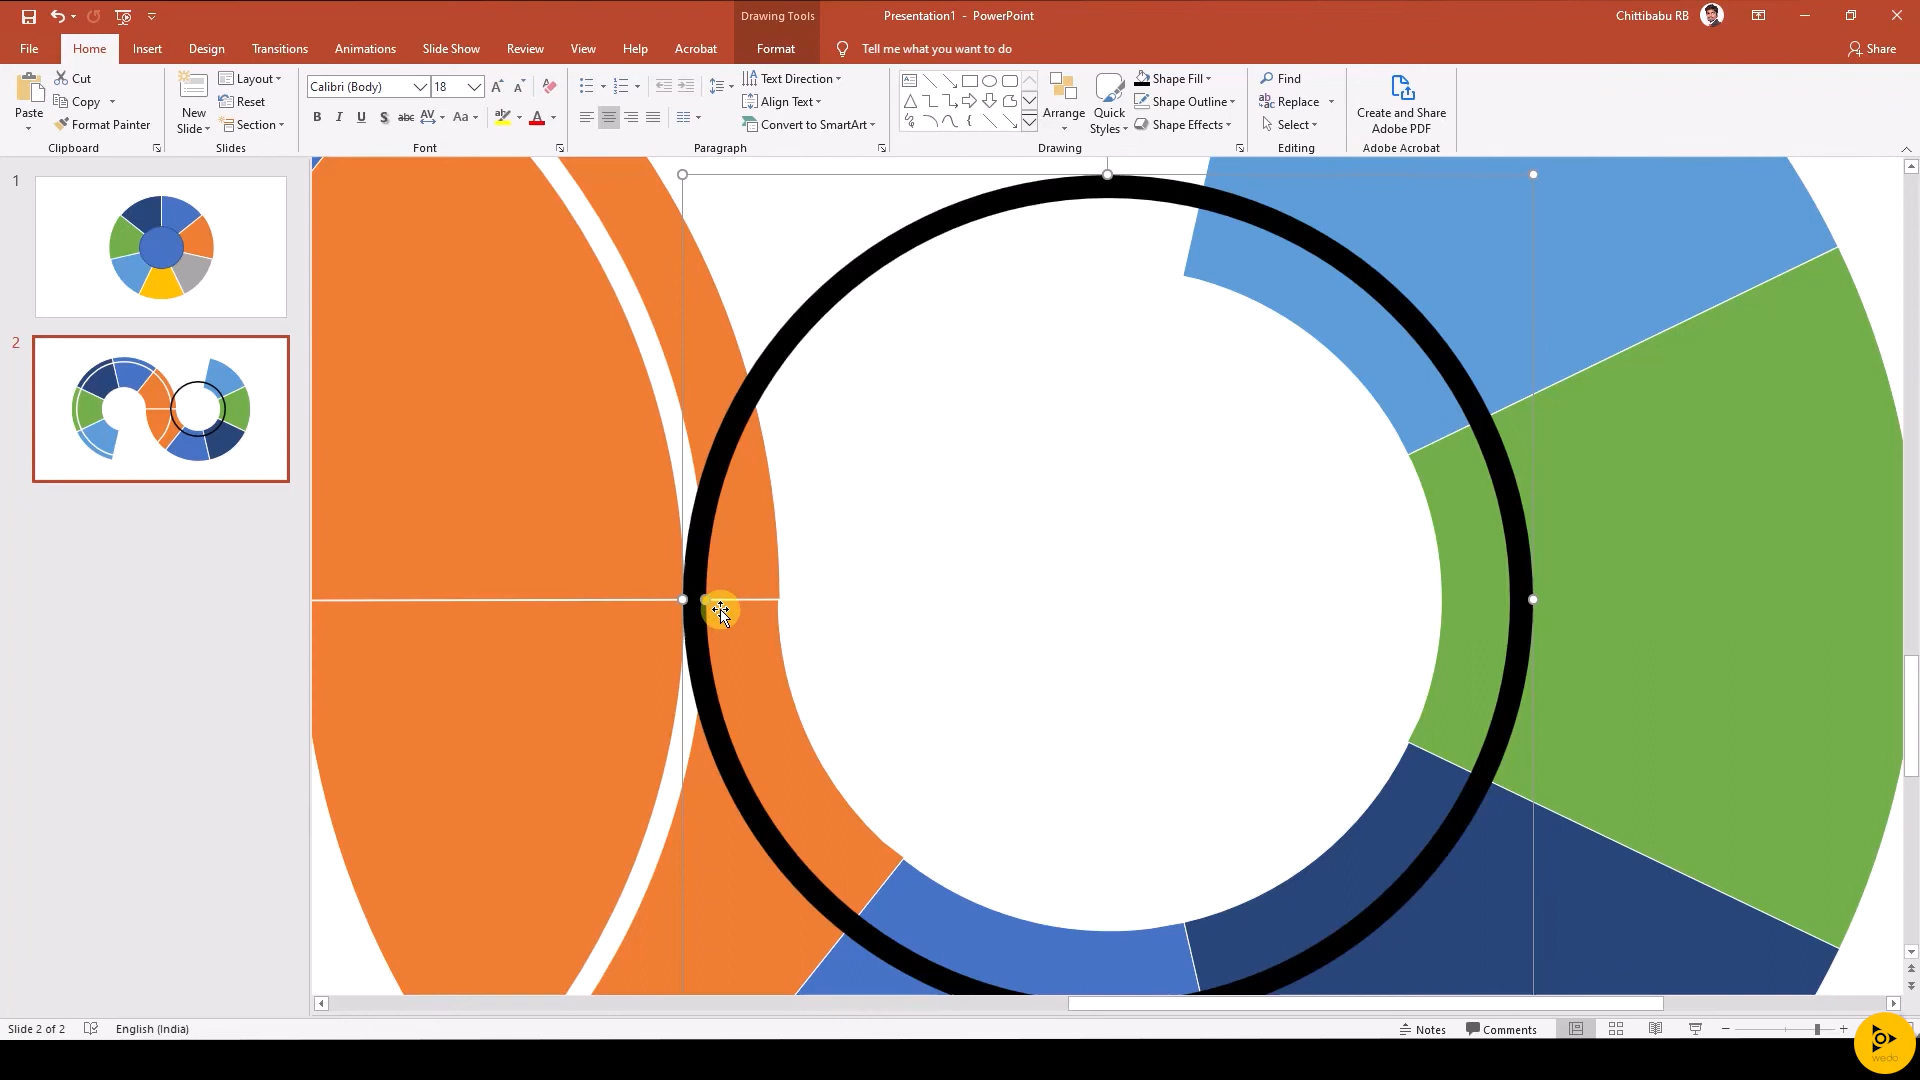 Drawing Tools
Presentation1 - PowerPoint
Chittibabu RB
File
Home
Insert
Design
Transitions
Animations
Slide Show
Review
View
Help
Acrobat
Format
Tell me what you want to do
Share
Paste
Cut
Copy
Format Painter
Clipboard
New
Slide
Layout
Reset
Section
Slides
Calibri (Body)
18
A A
B I U S abc AV Aa A
Font
Text Direction
Align Text
Convert to SmartArt
Paragraph
Arrange
Quick
Styles
Shape Fill
Shape Outline
Shape Effects
Drawing
Find
Replace
Select
Editing
Create and Share
Adobe PDF
Adobe Acrobat
1
2
Slide 2 of 2
English (India)
Notes
Comments
wedo